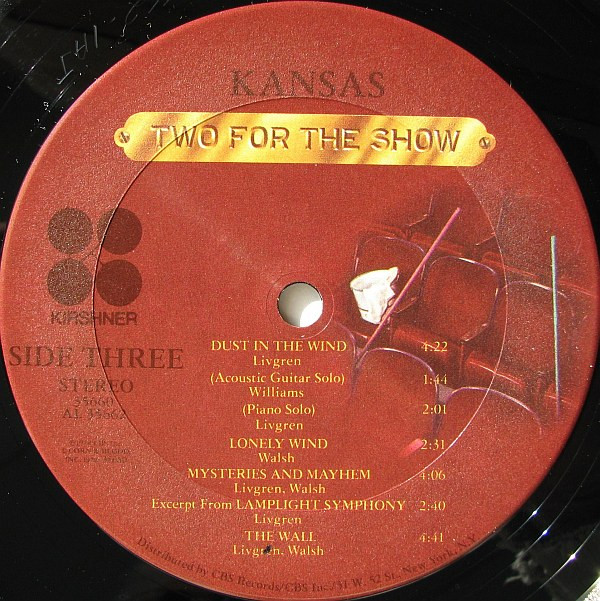 KANSAS
TWO FOR THE SHOW
KIRSHNER
SIDE THREE
STEREO
35660
AL 35662
DUST IN THE WIND 4:22
Livgren
(Acoustic Guitar Solo) 1:44
Williams
(Piano Solo) 2:01
Livgren
LONELY WIND 2:31
Walsh
MYSTERIES AND MAYHEM 4:06
Livgren, Walsh
Excerpt From LAMPLIGHT SYMPHONY 2:40
Livgren
THE WALL 4:41
Livgren, Walsh
Distributed by CBS Records/CBS Inc./51 W. 52 St., New York, N.Y.